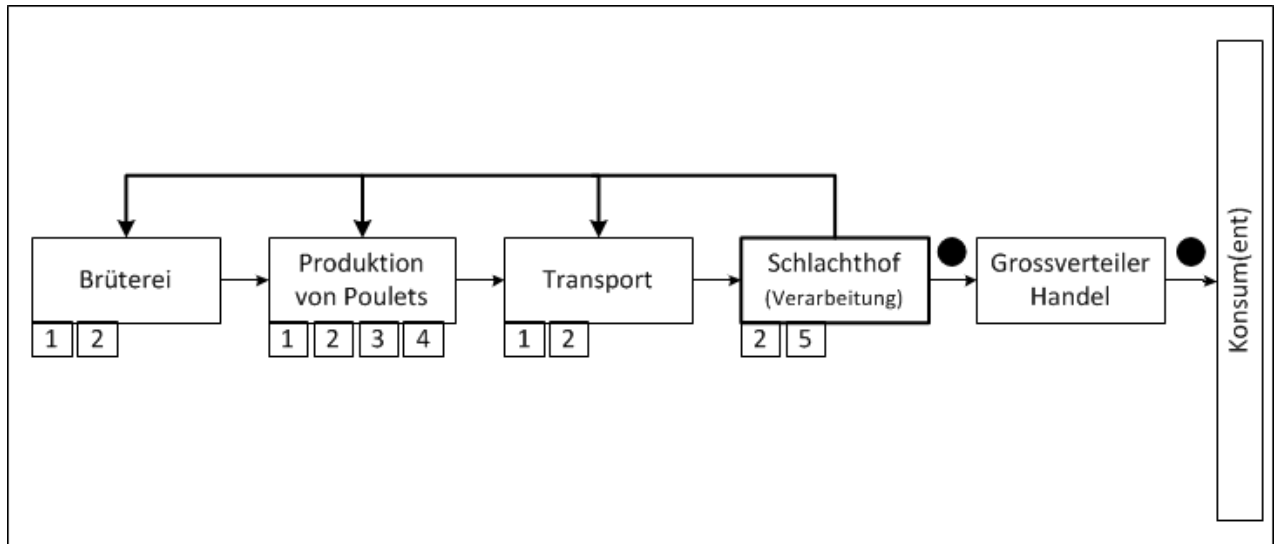 Brüterei
1 2
Produktion
von Poulets
1 2 3 4
Transport
1 2
Schlachthof
(Verarbeitung)
2 5
Grossverteiler
Handel
Konsum(ent)